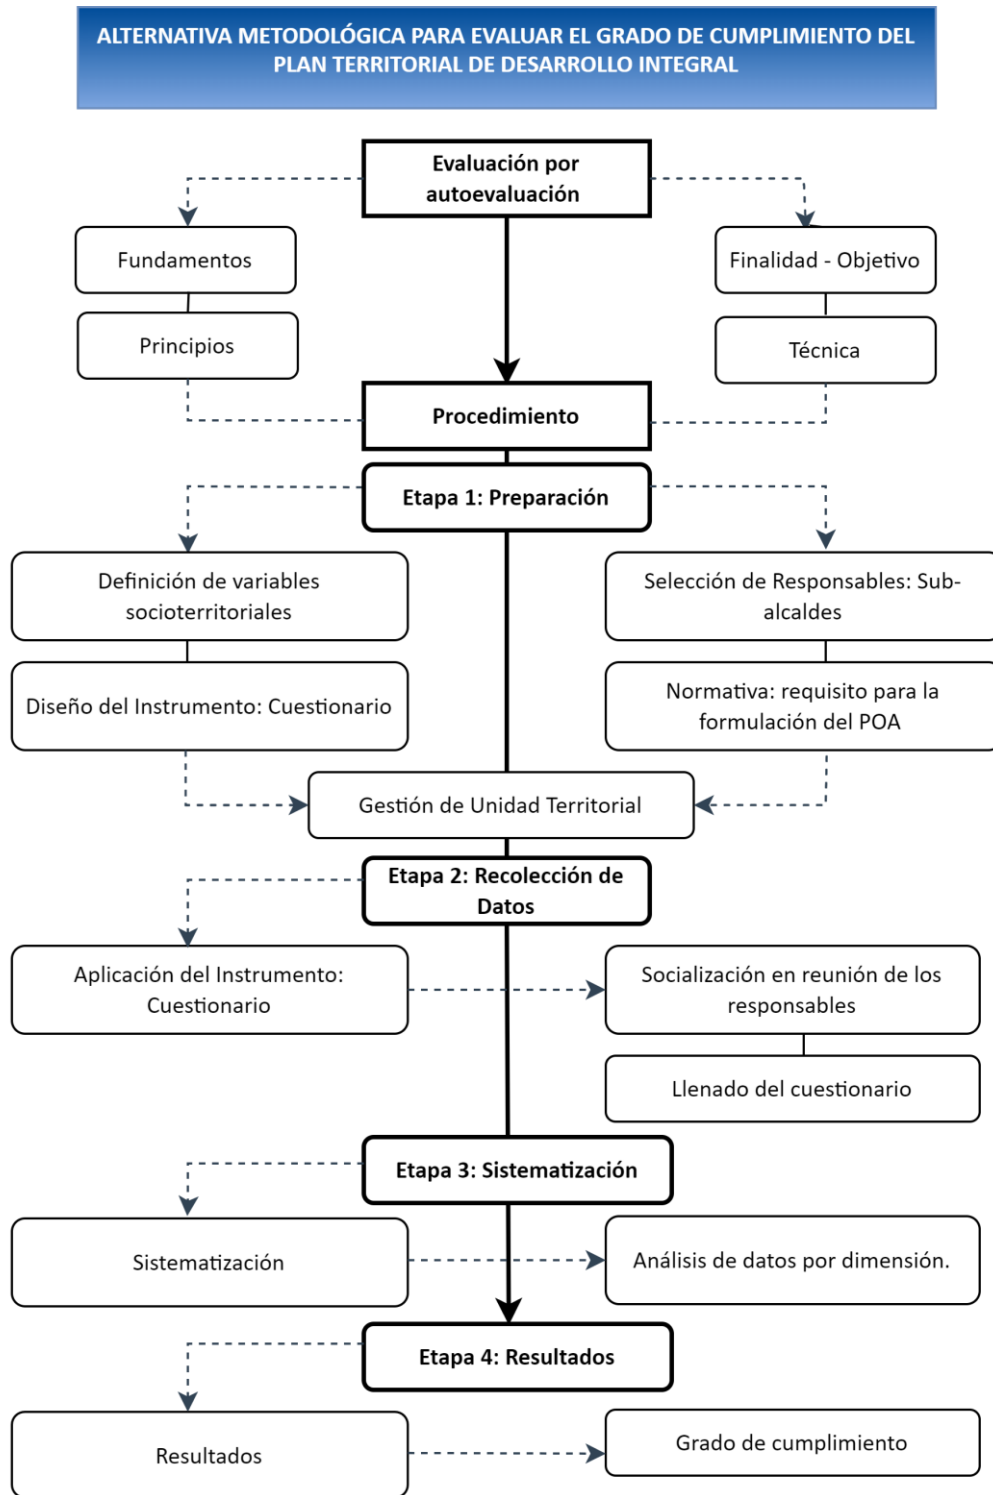 ALTERNATIVA METODOLÓGICA PARA EVALUAR EL GRADO DE CUMPLIMIENTO DEL
PLAN TERRITORIAL DE DESARROLLO INTEGRAL
Evaluación por
autoevaluación
Fundamentos
Finalidad - Objetivo
Principios
Técnica
Procedimiento
Etapa 1: Preparación
Definición de variables
socioterritoriales
Selección de Responsables: Sub-
alcaldes
Diseño del Instrumento: Cuestionario
Normativa: requisito para la
formulación del POA
Gestión de Unidad Territorial
Etapa 2: Recolección de
Datos
Aplicación del Instrumento:
Cuestionario
Socialización en reunión de los
responsables
Llenado del cuestionario
Etapa 3: Sistematización
Sistematización
Análisis de datos por dimensión.
Etapa 4: Resultados
Resultados
Grado de cumplimiento